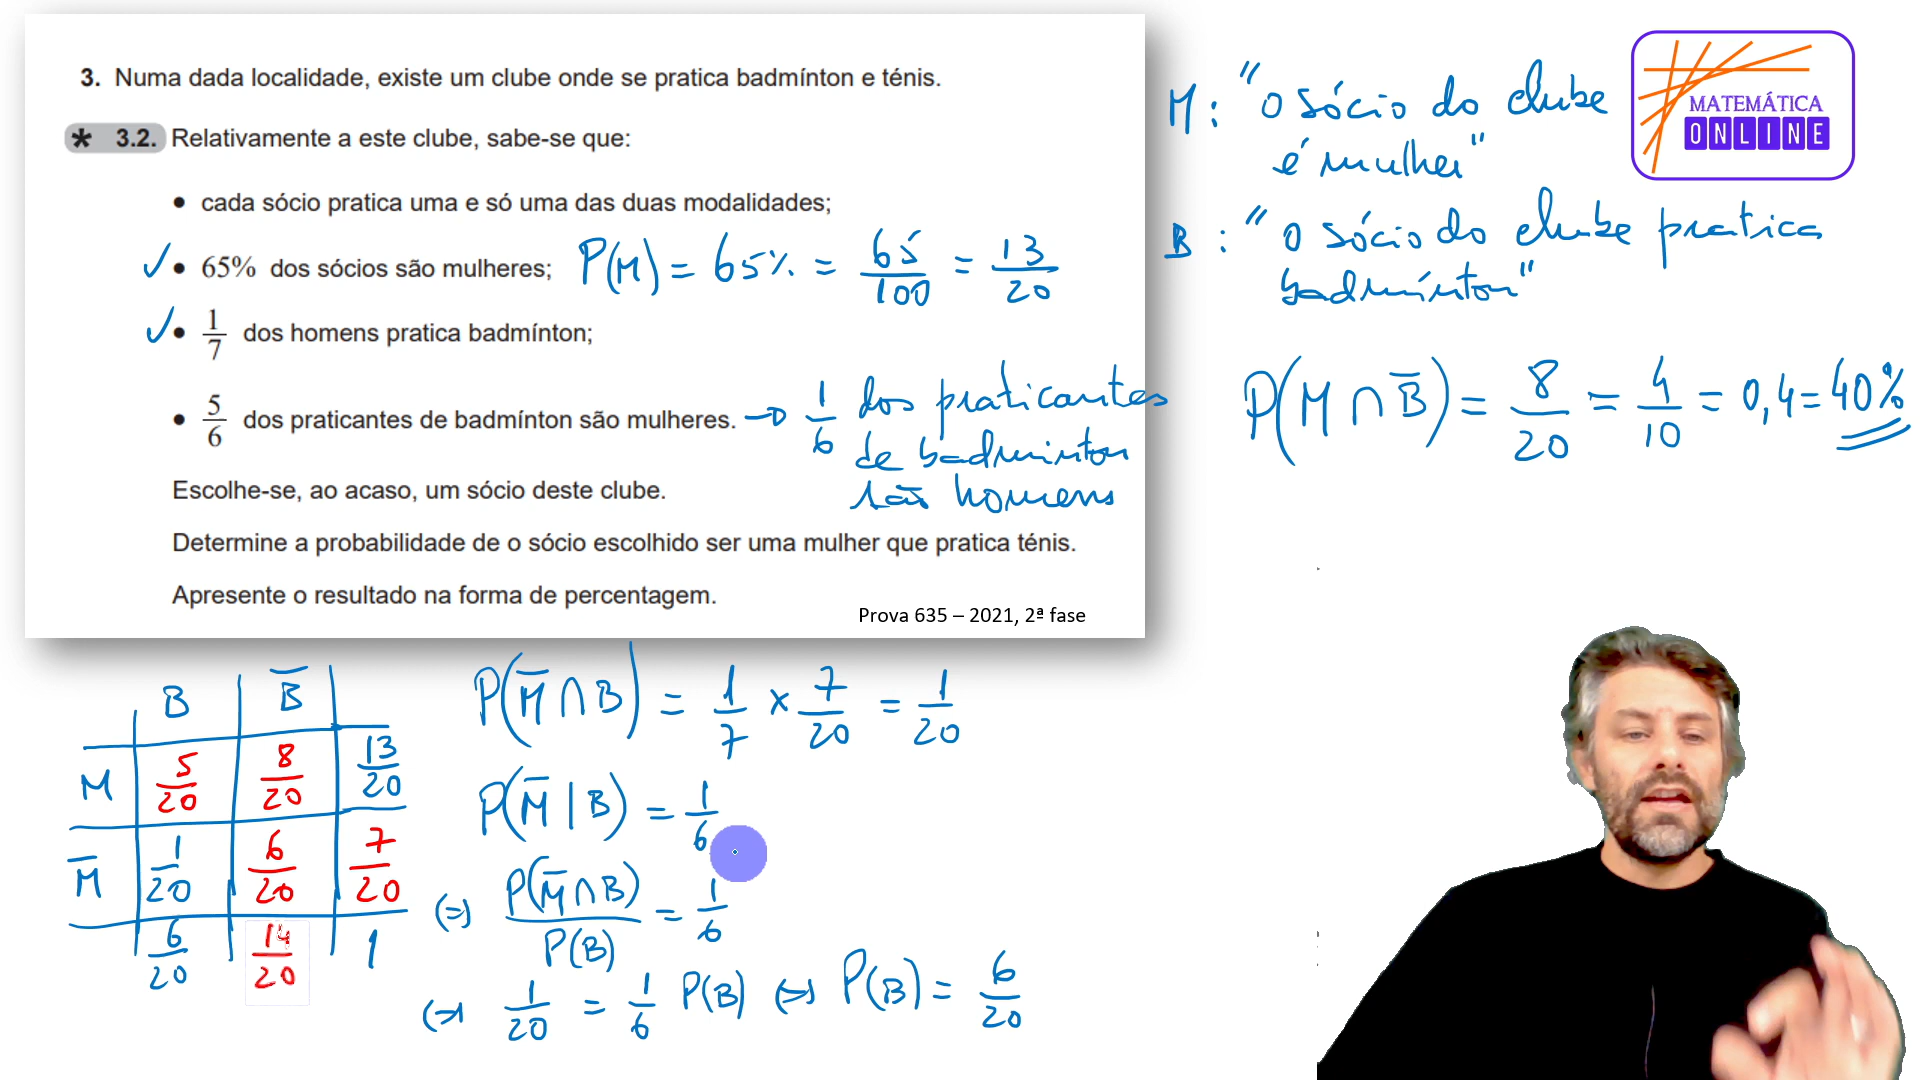 3. Numa dada localidade, existe um clube onde se pratica badmínton e ténis.
* 3.2. Relativamente a este clube, sabe-se que:
• cada sócio pratica uma e só uma das duas modalidades;
✓ • 65% dos sócios são mulheres; P(M) = 65% = 65/100 = 13/20
✓ • 1/7 dos homens pratica badmínton;
• 5/6 dos praticantes de badmínton são mulheres. → 1/6 dos praticantes
de badminton
são homens
Escolhe-se, ao acaso, um sócio deste clube.
Determine a probabilidade de o sócio escolhido ser uma mulher que pratica ténis.
Apresente o resultado na forma de percentagem.
Prova 635 – 2021, 2ª fase
M : "o sócio do clube
é mulher"
B : "o sócio do clube pratica
badmínton"
MATEMÁTICA
ONLINE
P(M ∩ B̅) = 8/20 = 4/10 = 0,4 = 40%
B B̅
M 5/20 8/20 13/20
M̅ 1/20 6/20 7/20
6/20 14/20 1
P(M̅ ∩ B) = 1/7 × 7/20 = 1/20
P(M̅ | B) = 1/6
(=) P(M̅ ∩ B)/P(B) = 1/6
(=) 1/20 = 1/6 P(B) (=) P(B) = 6/20